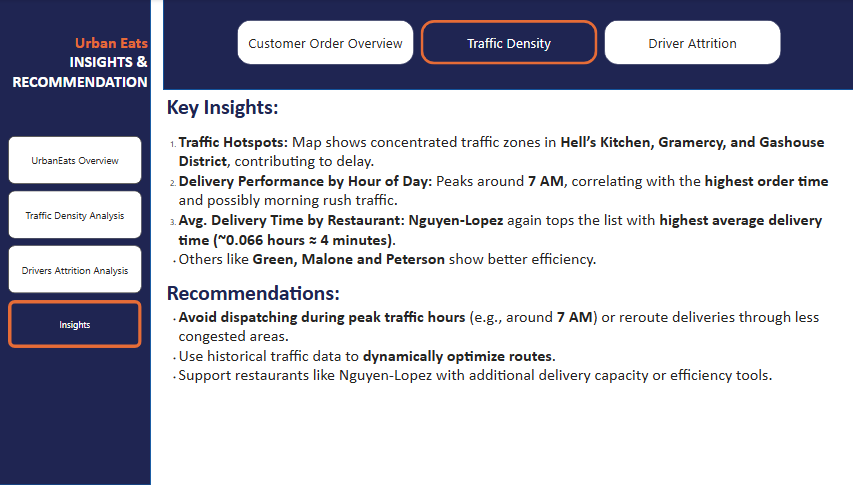 Urban Eats
INSIGHTS &
RECOMMENDATION
UrbanEats Overview
Traffic Density Analysis
Drivers Attrition Analysis
Insights
Customer Order Overview
Traffic Density
Driver Attrition
Key Insights:
1. Traffic Hotspots: Map shows concentrated traffic zones in Hell's Kitchen, Gramercy, and Gashouse
District, contributing to delay.
2. Delivery Performance by Hour of Day: Peaks around 7 AM, correlating with the highest order time
and possibly morning rush traffic.
3. Avg. Delivery Time by Restaurant: Nguyen-Lopez again tops the list with highest average delivery
time (~0.066 hours ≈ 4 minutes).
· Others like Green, Malone and Peterson show better efficiency.
Recommendations:
· Avoid dispatching during peak traffic hours (e.g., around 7 AM) or reroute deliveries through less
congested areas.
· Use historical traffic data to dynamically optimize routes.
· Support restaurants like Nguyen-Lopez with additional delivery capacity or efficiency tools.